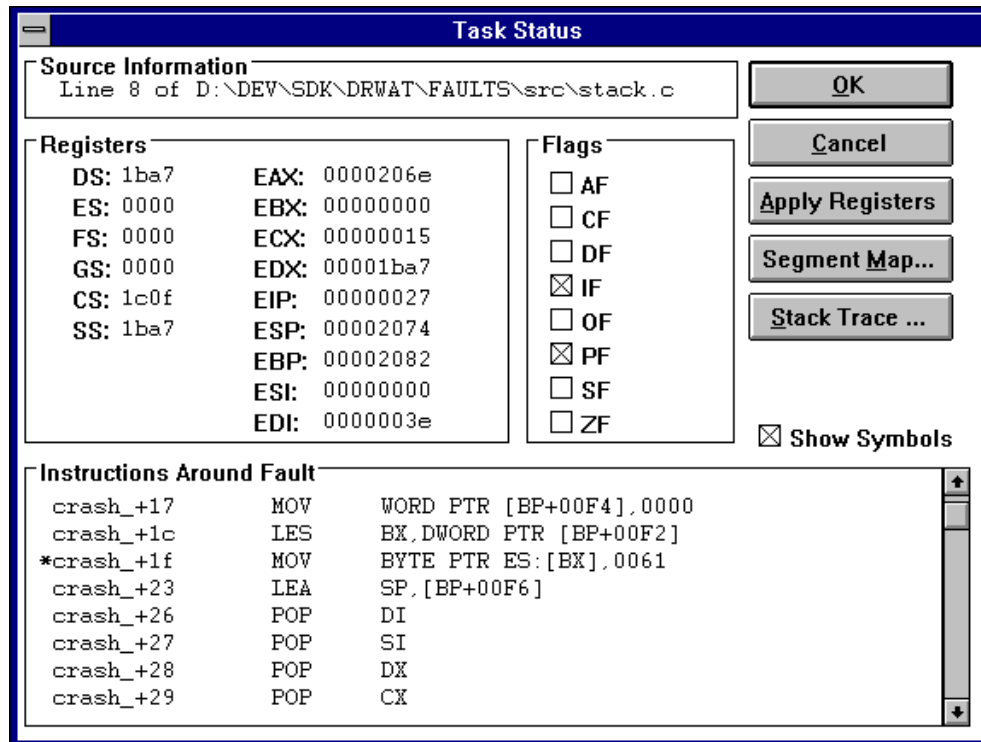 Task Status
Source Information
Line 8 of D:\DEV\SDK\DRWAT\FAULTS\src\stack.c
OK
Cancel
Apply Registers
Segment Map...
Stack Trace ...
Registers
DS: 1ba7 EAX: 0000206e
ES: 0000 EBX: 00000000
FS: 0000 ECX: 00000015
GS: 0000 EDX: 00001ba7
CS: 1c0f EIP: 00000027
SS: 1ba7 ESP: 00002074
EBP: 00002082
ESI: 00000000
EDI: 0000003e
Flags
AF
CF
DF
IF
OF
PF
SF
ZF
Show Symbols
Instructions Around Fault
crash_+17 MOV WORD PTR [BP+00F4],0000
crash_+1c LES BX,DWORD PTR [BP+00F2]
*crash_+1f MOV BYTE PTR ES:[BX],0061
crash_+23 LEA SP,[BP+00F6]
crash_+26 POP DI
crash_+27 POP SI
crash_+28 POP DX
crash_+29 POP CX